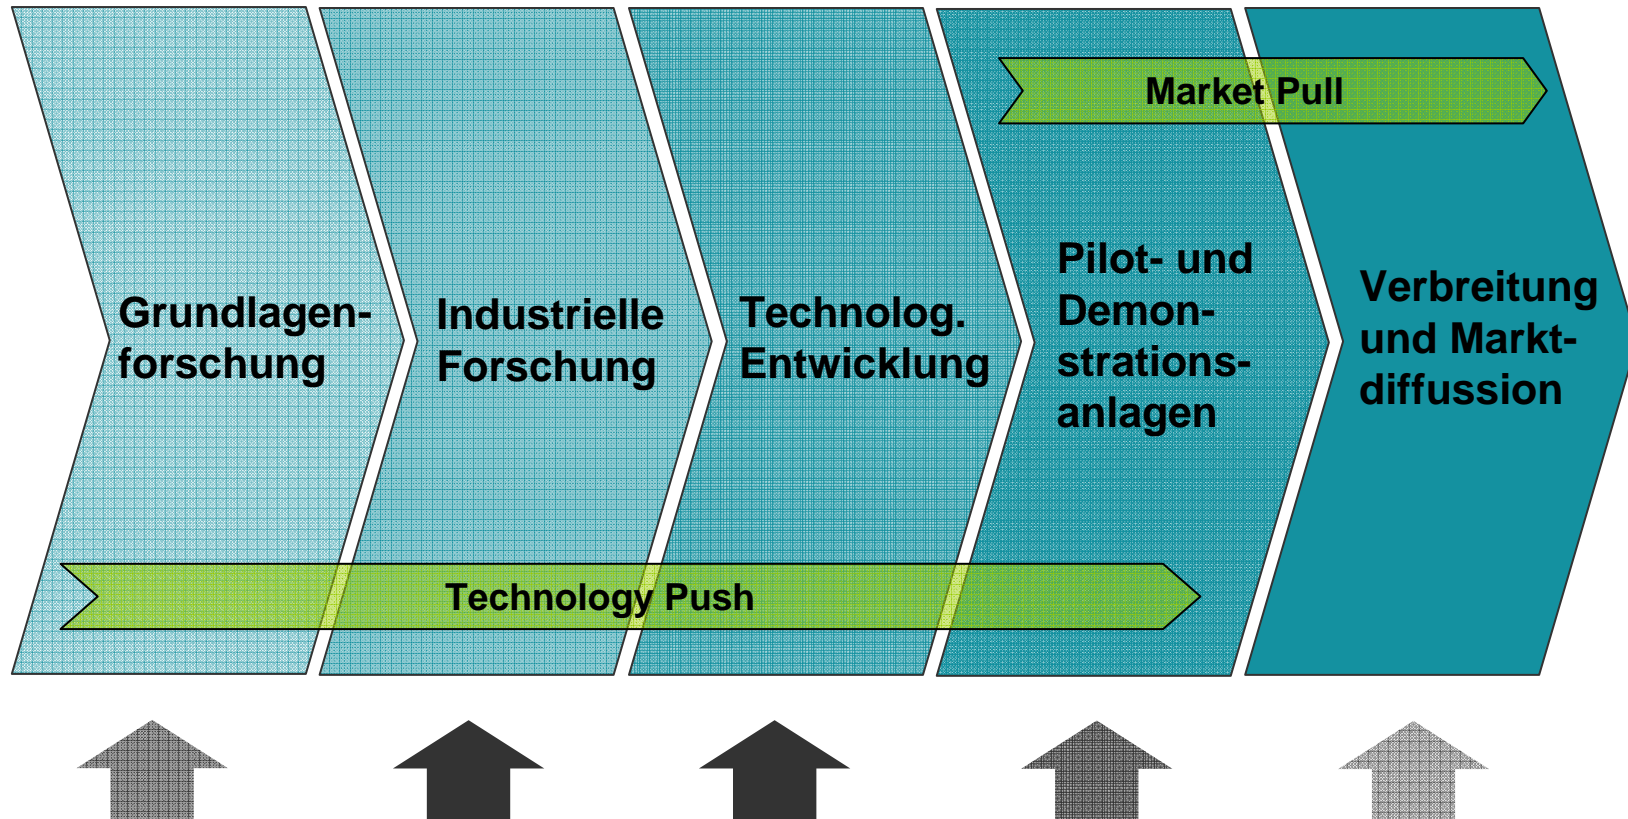 Market Pull
Grundlagen-
forschung
Industrielle
Forschung
Technolog.
Entwicklung
Pilot- und
Demon-
strations-
anlagen
Verbreitung
und Markt-
diffussion
Technology Push